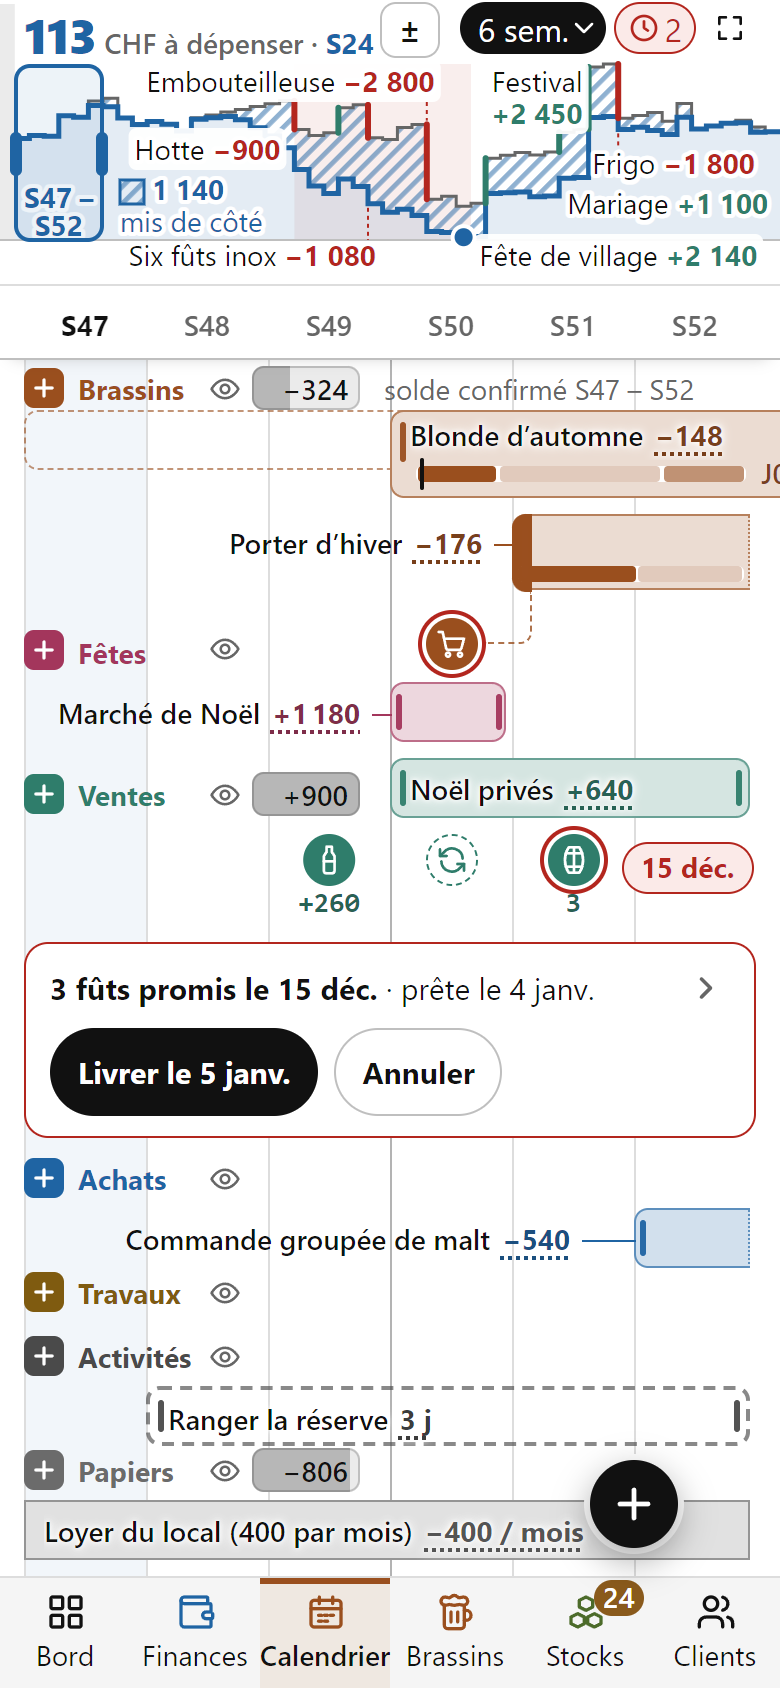 113 CHF à dépenser · S24
±
6 sem.
2
Embouteilleuse −2 800
Festival
+2 450
Hotte −900
Frigo −1 800
1 140
mis de côté
S47 –
S52
Mariage +1 100
Six fûts inox −1 080
Fête de village +2 140
S47 S48 S49 S50 S51 S52
Brassins −324 solde confirmé S47 – S52
Blonde d’automne −148
Porter d’hiver −176
Fêtes
Marché de Noël +1 180
Ventes +900
Noël privés +640
+260
3
15 déc.
3 fûts promis le 15 déc. · prête le 4 janv.
Livrer le 5 janv.
Annuler
Achats
Commande groupée de malt −540
Travaux
Activités
Ranger la réserve 3 j
Papiers −806
Loyer du local (400 par mois) −400 / mois
+
24
Bord Finances Calendrier Brassins Stocks Clients